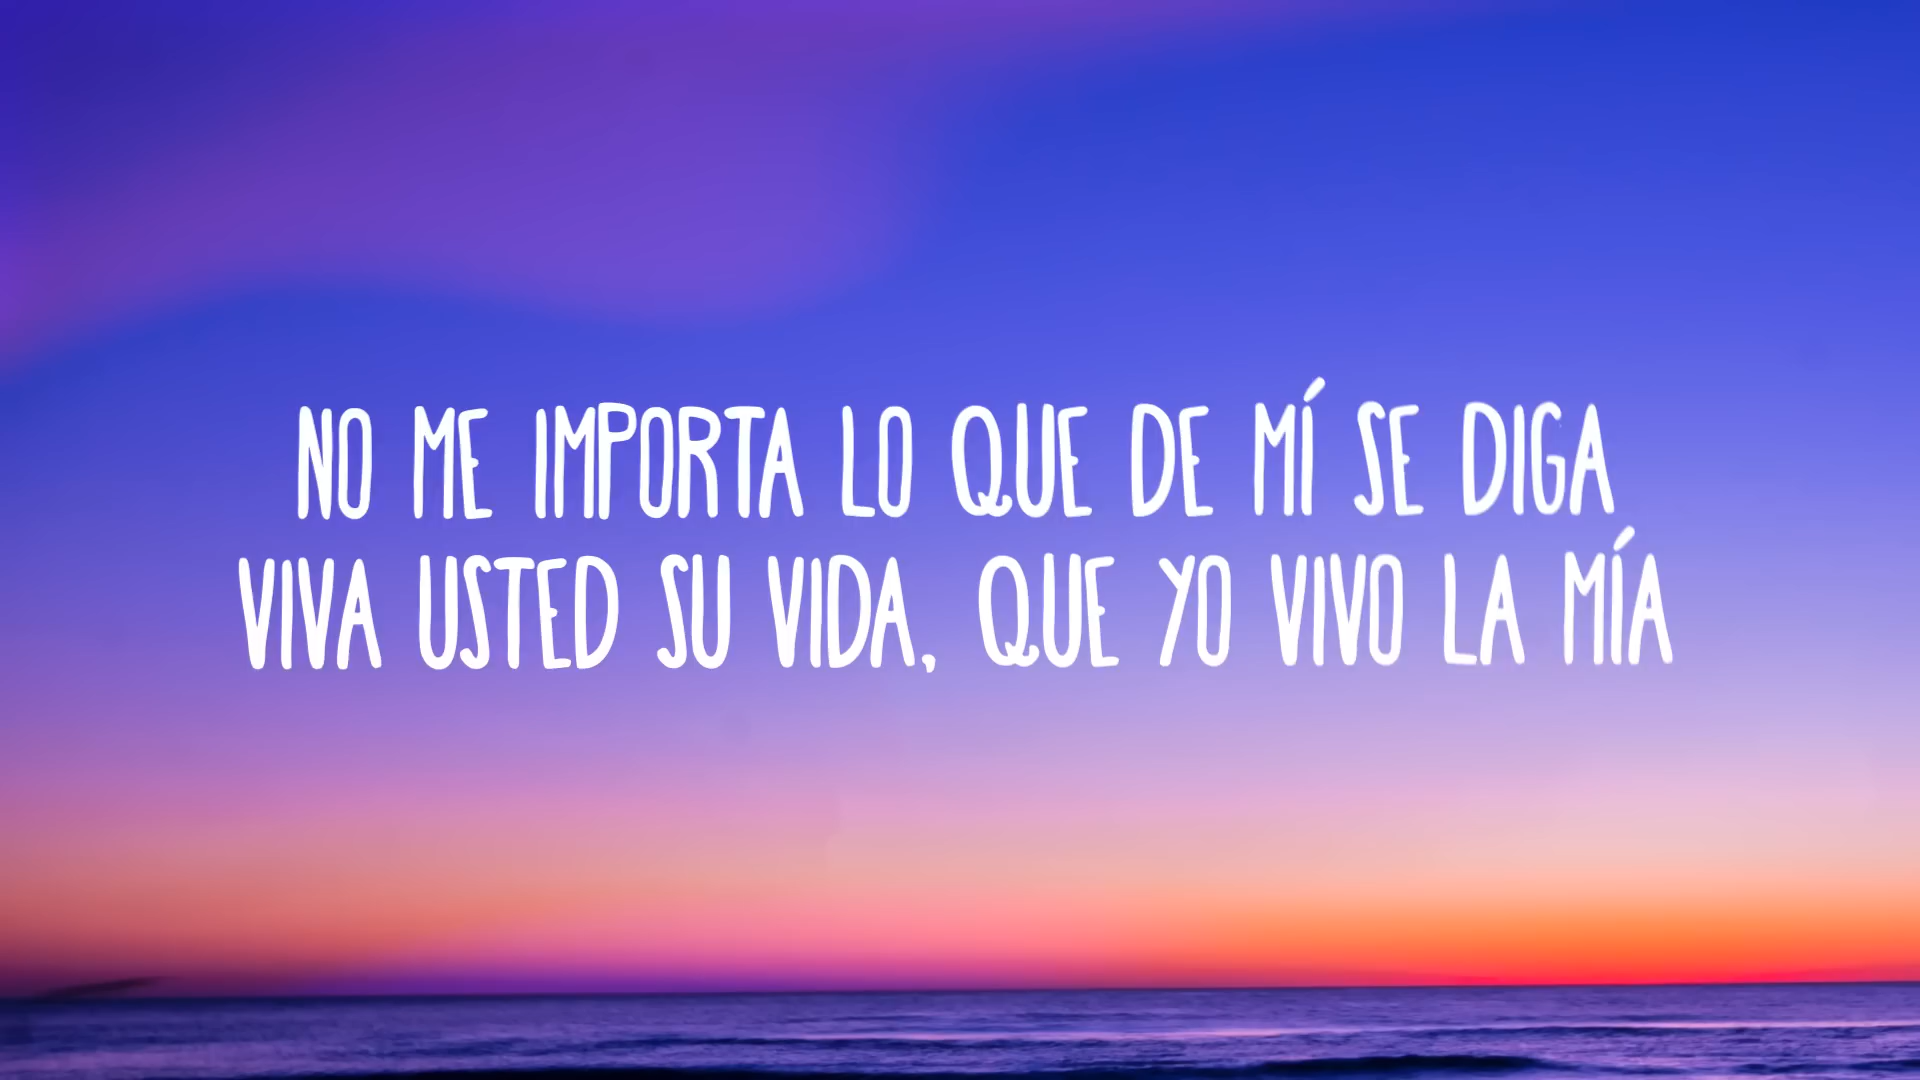 NO ME IMPORTA LO QUE DE MÍ SE DIGA
VIVA USTED SU VIDA, QUE YO VIVO LA MÍA